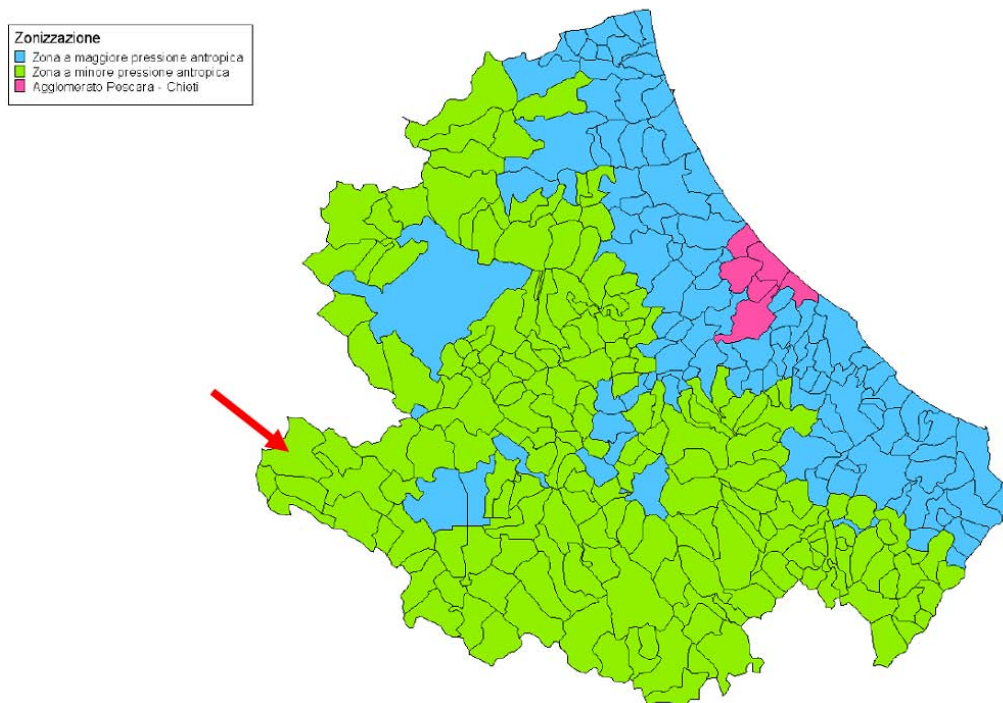 Zonizzazione
Zona a maggiore pressione antropica
Zona a minore pressione antropica
Agglomerato Pescara - Chieti